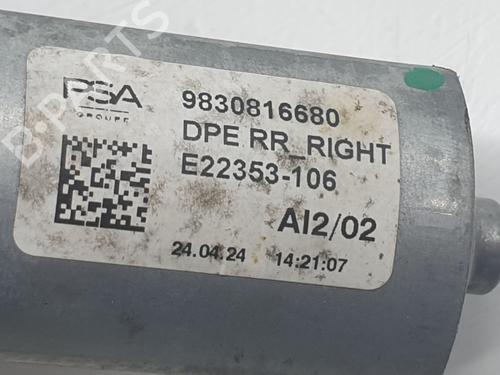 PSA
GROUPE
9830816680
DPE RR_RIGHT
E22353-106
AI2/02
24.04.24 14:21:07
B-PARTS